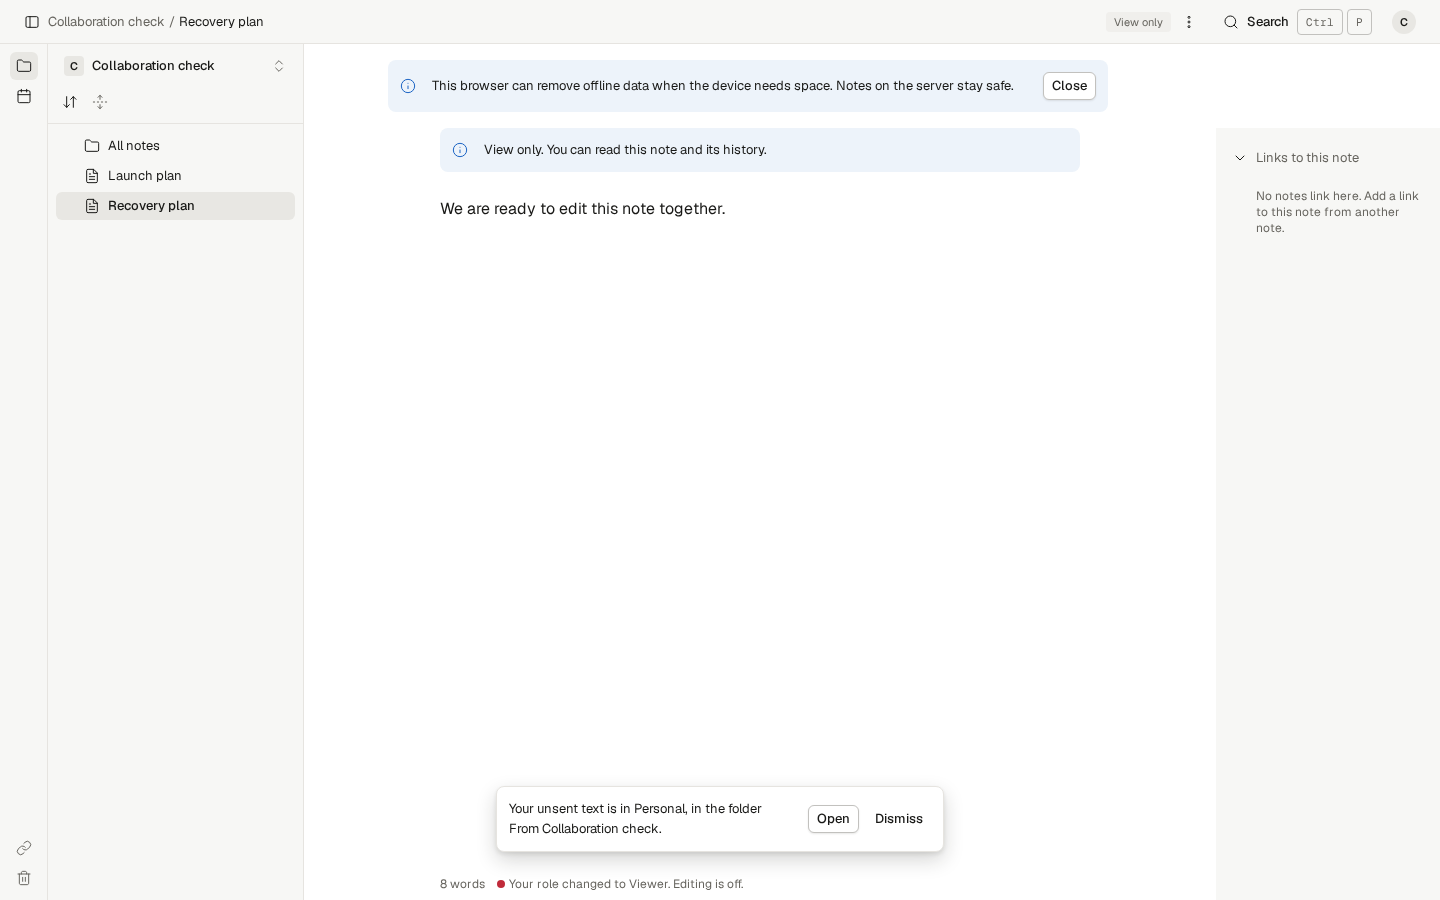 Collaboration check / Recovery plan
View only
Search Ctrl P
C
C Collaboration check
All notes
Launch plan
Recovery plan
This browser can remove offline data when the device needs space. Notes on the server stay safe.
Close
View only. You can read this note and its history.
We are ready to edit this note together.
Links to this note
No notes link here. Add a link
to this note from another
note.
Your unsent text is in Personal, in the folder
From Collaboration check.
Open
Dismiss
8 words
Your role changed to Viewer. Editing is off.